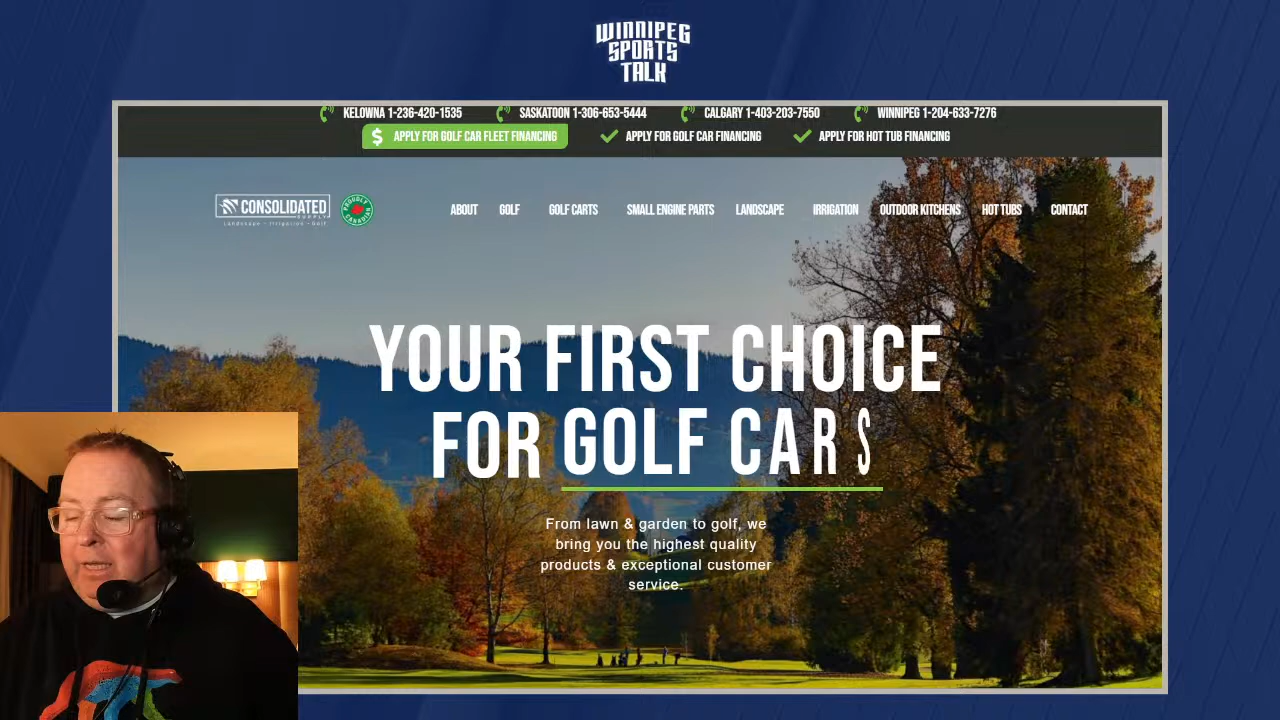 WINNIPEG
SPORTS
TALK
KELOWNA 1-236-420-1535 SASKATOON 1-306-653-5444 CALGARY 1-403-203-7550 WINNIPEG 1-204-633-7276
$ APPLY FOR GOLF CAR FLEET FINANCING APPLY FOR GOLF CAR FINANCING APPLY FOR HOT TUB FINANCING
CONSOLIDATED
SUPPLY
Landscape - Irrigation - Golf
PROUDLY CANADIAN
ABOUT GOLF GOLF CARTS SMALL ENGINE PARTS LANDSCAPE IRRIGATION OUTDOOR KITCHENS HOT TUBS CONTACT
YOUR FIRST CHOICE
FOR GOLF CARS
From lawn & garden to golf, we
bring you the highest quality
products & exceptional customer
service.